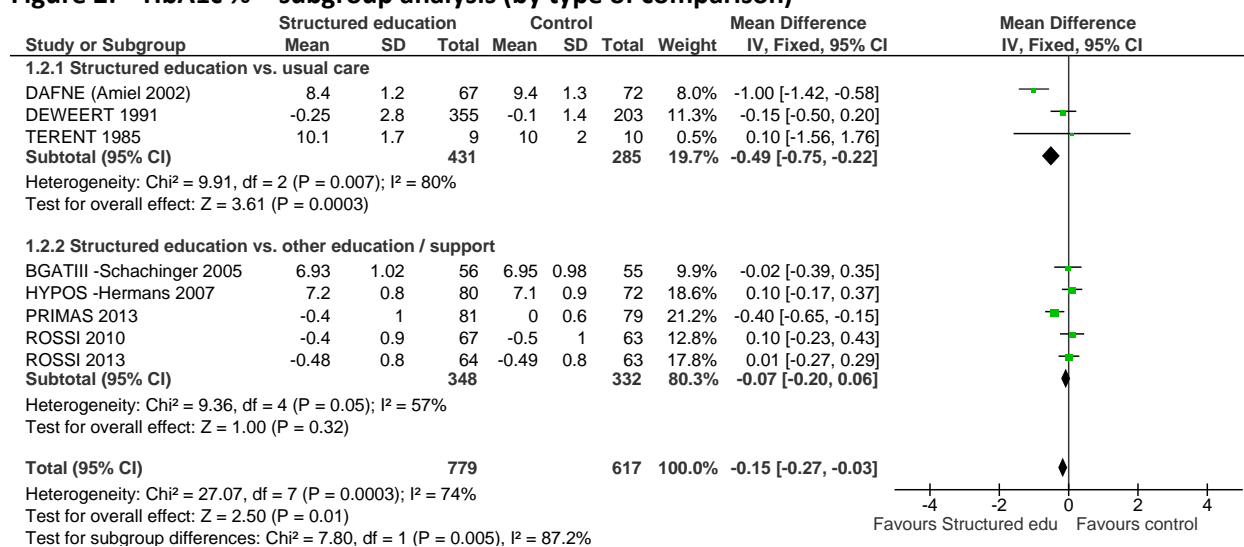 Figure 2: HbA1c % – subgroup analysis (by type of comparison)
Structured education Control Mean Difference Mean Difference
Study or Subgroup Mean SD Total Mean SD Total Weight IV, Fixed, 95% CI IV, Fixed, 95% CI
1.2.1 Structured education vs. usual care
DAFNE (Amiel 2002) 8.4 1.2 67 9.4 1.3 72 8.0% -1.00 [-1.42, -0.58]
DEWEERT 1991 -0.25 2.8 355 -0.1 1.4 203 11.3% -0.15 [-0.50, 0.20]
TERENT 1985 10.1 1.7 9 10 2 10 0.5% 0.10 [-1.56, 1.76]
Subtotal (95% CI) 431 285 19.7% -0.49 [-0.75, -0.22]
Heterogeneity: Chi² = 9.91, df = 2 (P = 0.007); I² = 80%
Test for overall effect: Z = 3.61 (P = 0.0003)
1.2.2 Structured education vs. other education / support
BGATIII -Schachinger 2005 6.93 1.02 56 6.95 0.98 55 9.9% -0.02 [-0.39, 0.35]
HYPOS -Hermans 2007 7.2 0.8 80 7.1 0.9 72 18.6% 0.10 [-0.17, 0.37]
PRIMAS 2013 -0.4 1 81 0 0.6 79 21.2% -0.40 [-0.65, -0.15]
ROSSI 2010 -0.4 0.9 67 -0.5 1 63 12.8% 0.10 [-0.23, 0.43]
ROSSI 2013 -0.48 0.8 64 -0.49 0.8 63 17.8% 0.01 [-0.27, 0.29]
Subtotal (95% CI) 348 332 80.3% -0.07 [-0.20, 0.06]
Heterogeneity: Chi² = 9.36, df = 4 (P = 0.05); I² = 57%
Test for overall effect: Z = 1.00 (P = 0.32)
Total (95% CI) 779 617 100.0% -0.15 [-0.27, -0.03]
Heterogeneity: Chi² = 27.07, df = 7 (P = 0.0003); I² = 74%
Test for overall effect: Z = 2.50 (P = 0.01)
Test for subgroup differences: Chi² = 7.80, df = 1 (P = 0.005), I² = 87.2%
-4 -2 0 2 4
Favours Structured edu Favours control